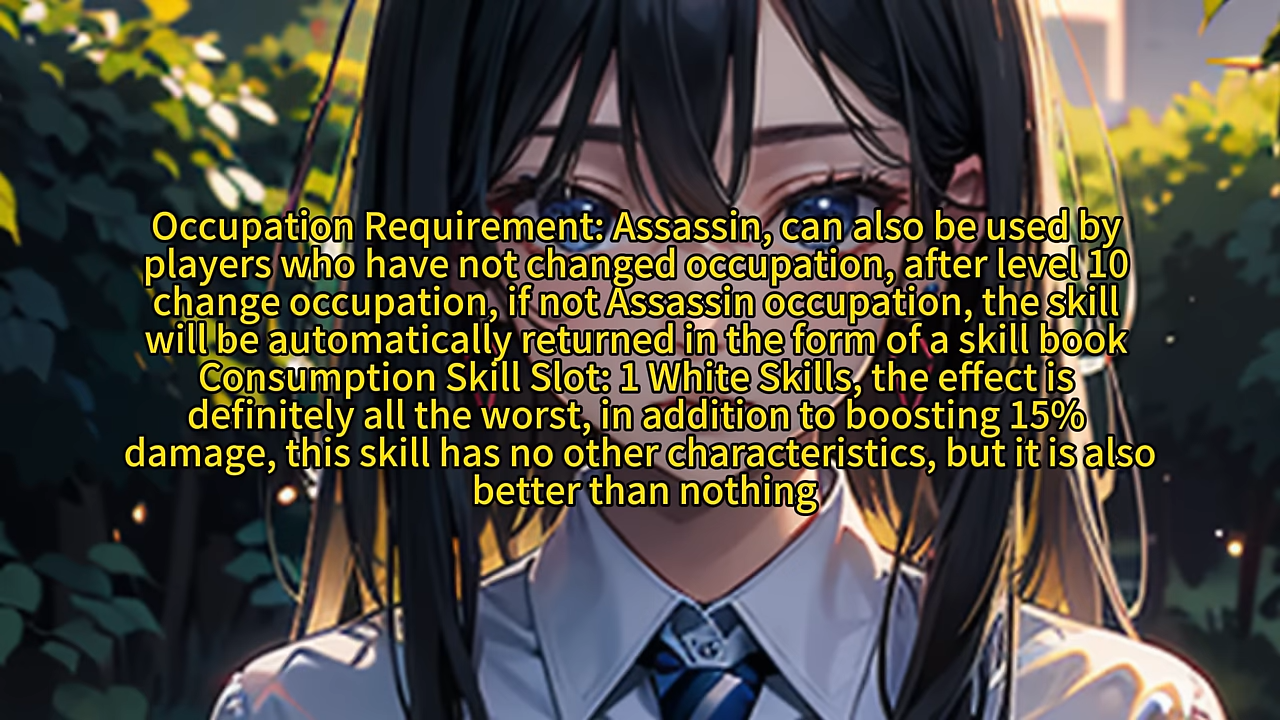 Occupation Requirement: Assassin, can also be used by
players who have not changed occupation, after level 10
change occupation, if not Assassin occupation, the skill
will be automatically returned in the form of a skill book
Consumption Skill Slot: 1 White Skills, the effect is
definitely all the worst, in addition to boosting 15%
damage, this skill has no other characteristics, but it is also
better than nothing